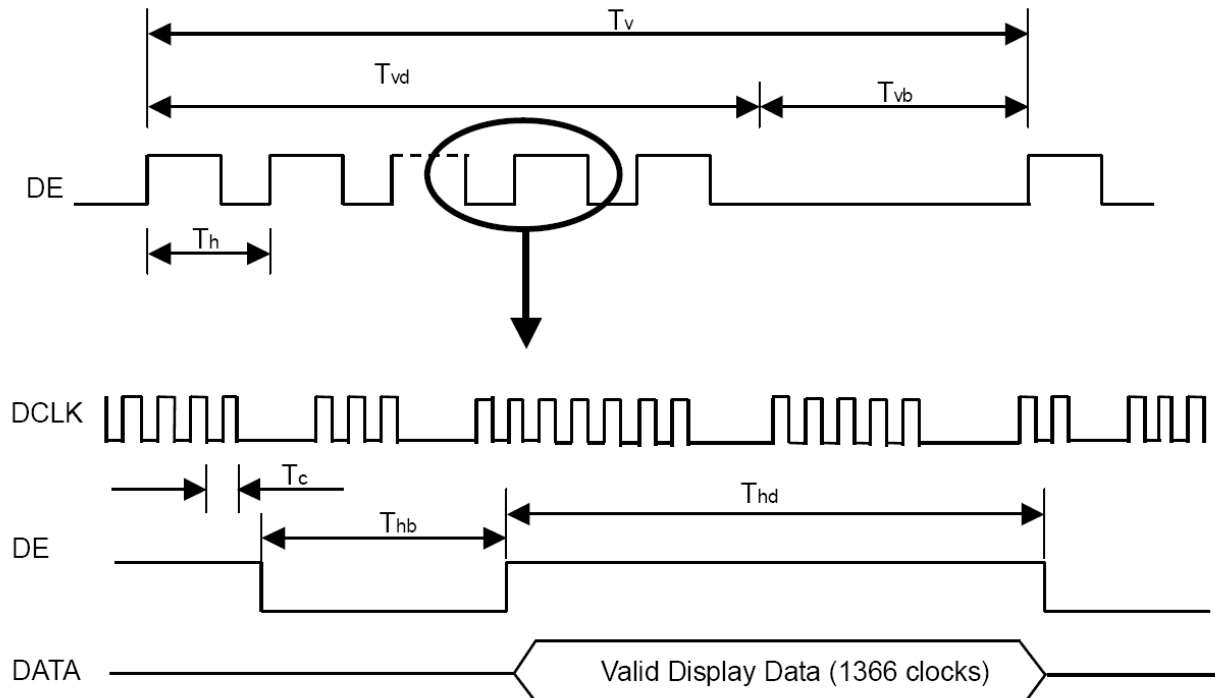 Tv
Tvd
Tvb
DE
Th
DCLK
Tc
Thd
Thb
DE
DATA
Valid Display Data (1366 clocks)